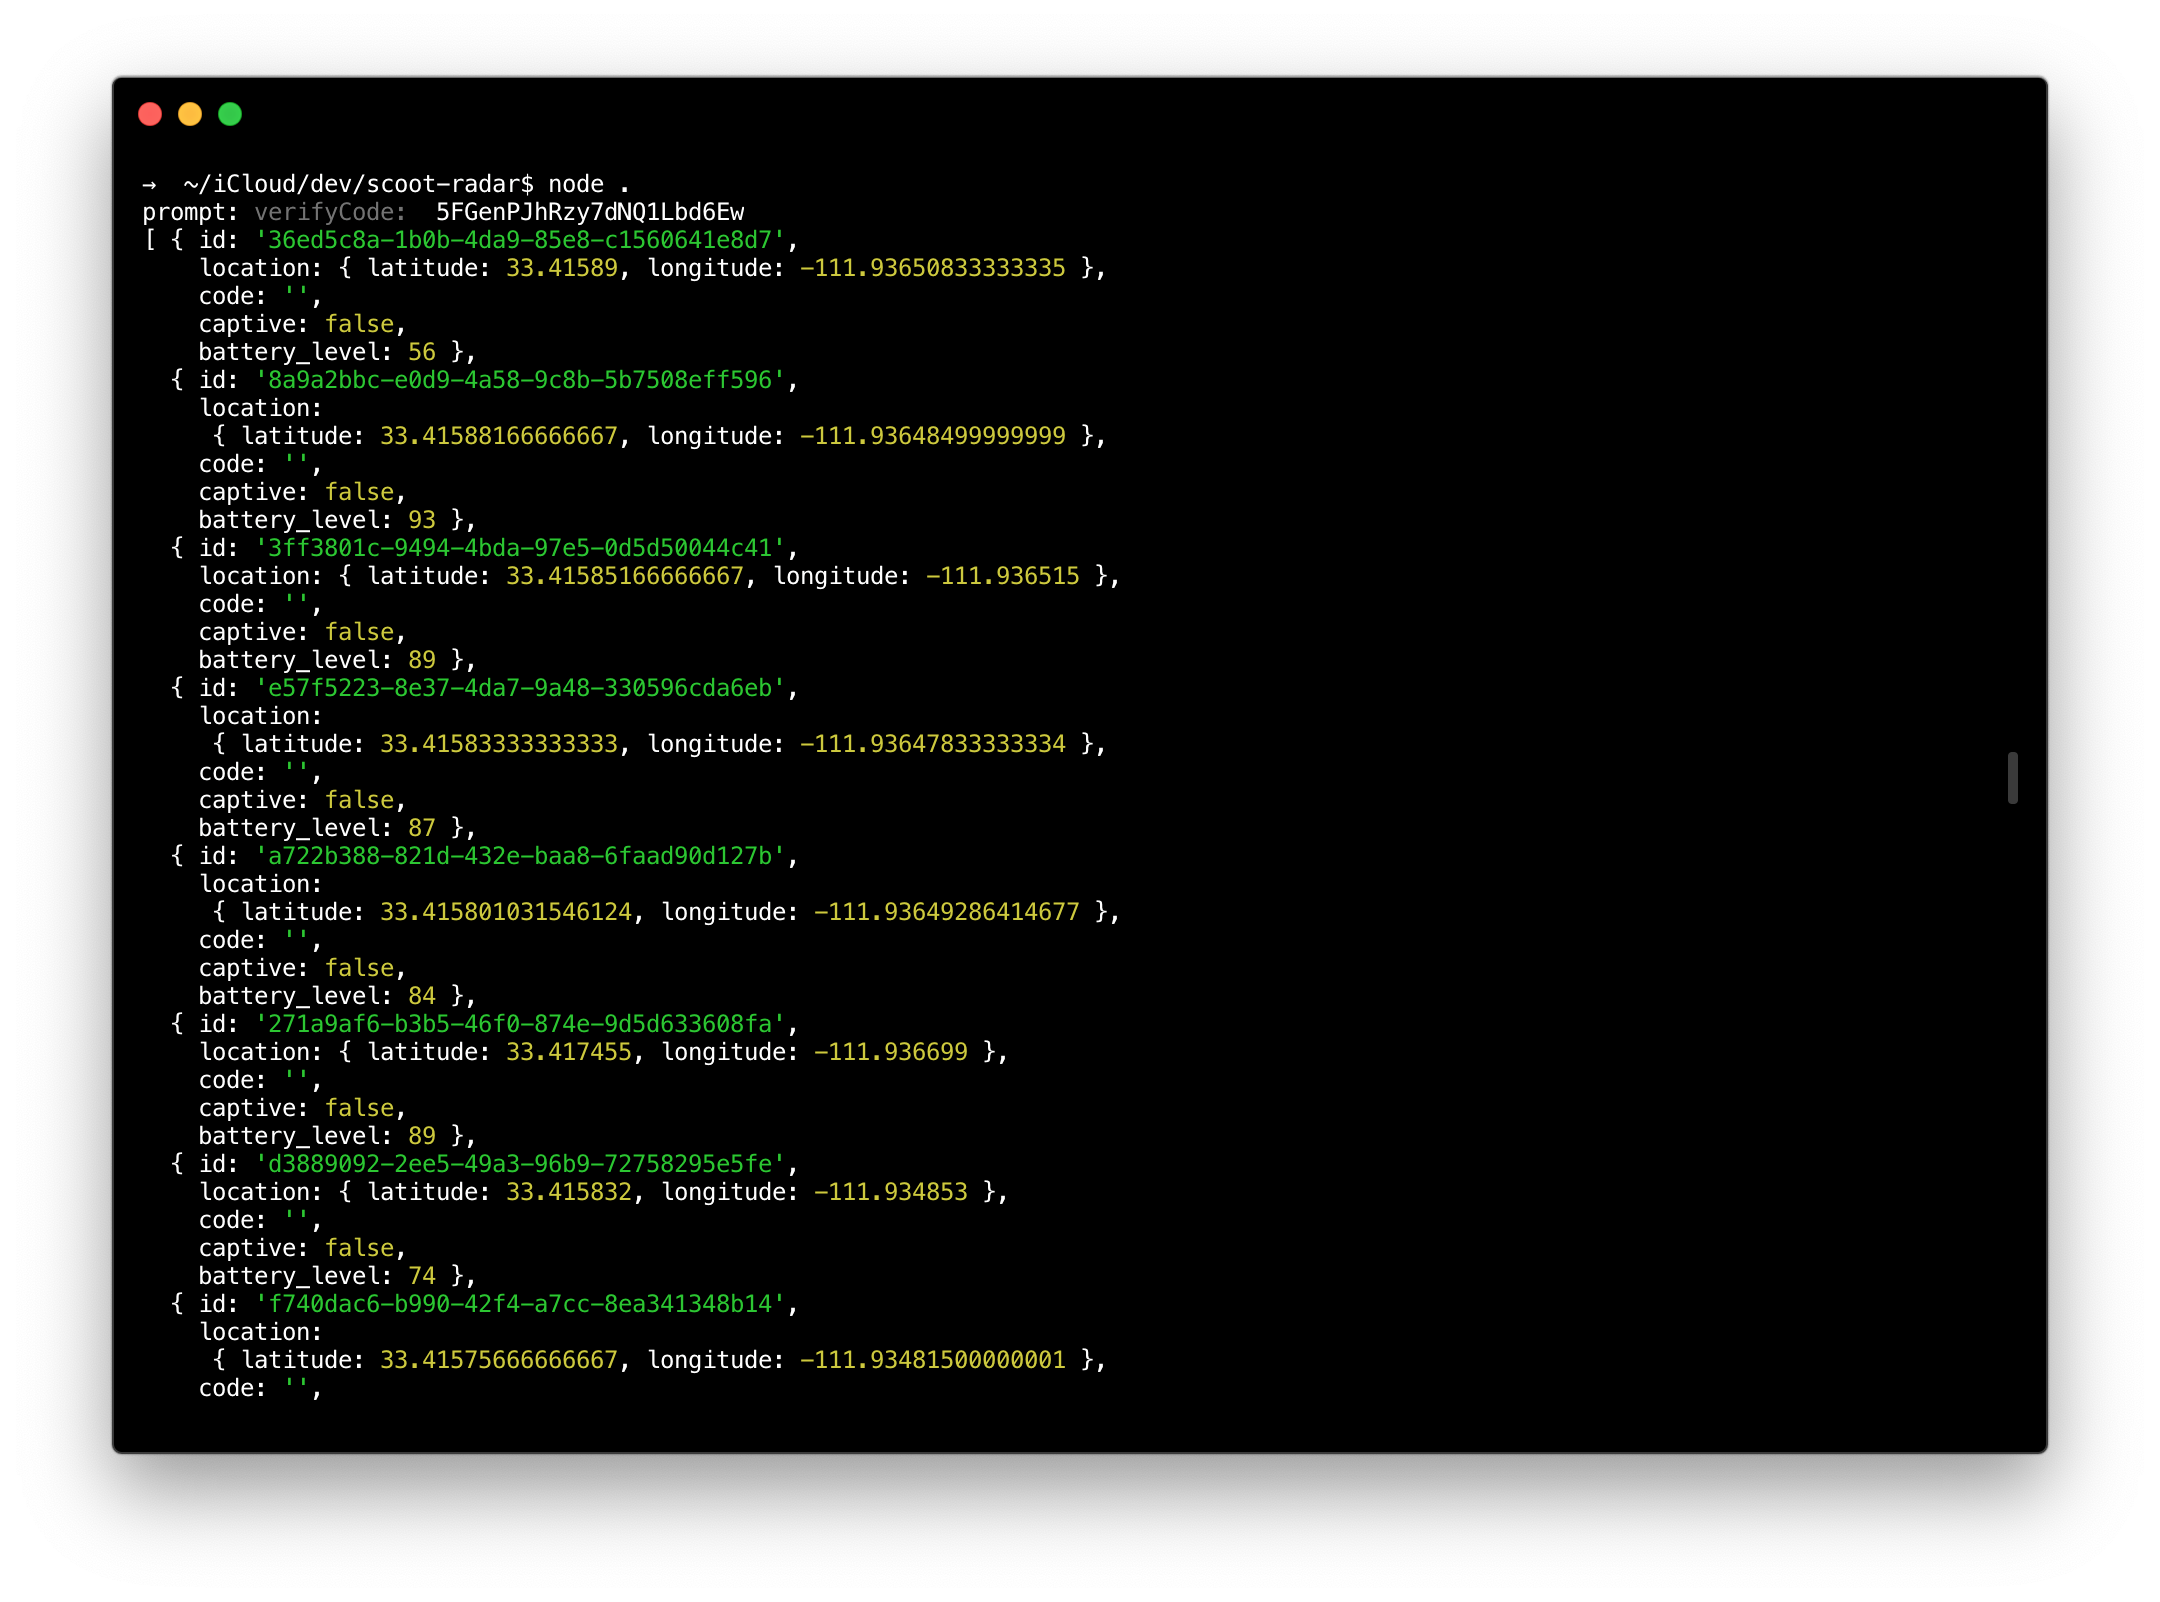 →  ~/iCloud/dev/scoot-radar$ node .
prompt: verifyCode:  5FGenPJhRzy7dNQ1Lbd6Ew
[ { id: '36ed5c8a-1b0b-4da9-85e8-c1560641e8d7',
    location: { latitude: 33.41589, longitude: -111.93650833333335 },
    code: '',
    captive: false,
    battery_level: 56 },
  { id: '8a9a2bbc-e0d9-4a58-9c8b-5b7508eff596',
    location:
     { latitude: 33.41588166666667, longitude: -111.93648499999999 },
    code: '',
    captive: false,
    battery_level: 93 },
  { id: '3ff3801c-9494-4bda-97e5-0d5d50044c41',
    location: { latitude: 33.41585166666667, longitude: -111.936515 },
    code: '',
    captive: false,
    battery_level: 89 },
  { id: 'e57f5223-8e37-4da7-9a48-330596cda6eb',
    location:
     { latitude: 33.41583333333333, longitude: -111.93647833333334 },
    code: '',
    captive: false,
    battery_level: 87 },
  { id: 'a722b388-821d-432e-baa8-6faad90d127b',
    location:
     { latitude: 33.415801031546124, longitude: -111.93649286414677 },
    code: '',
    captive: false,
    battery_level: 84 },
  { id: '271a9af6-b3b5-46f0-874e-9d5d633608fa',
    location: { latitude: 33.417455, longitude: -111.936699 },
    code: '',
    captive: false,
    battery_level: 89 },
  { id: 'd3889092-2ee5-49a3-96b9-72758295e5fe',
    location: { latitude: 33.415832, longitude: -111.934853 },
    code: '',
    captive: false,
    battery_level: 74 },
  { id: 'f740dac6-b990-42f4-a7cc-8ea341348b14',
    location:
     { latitude: 33.41575666666667, longitude: -111.93481500000001 },
    code: '',